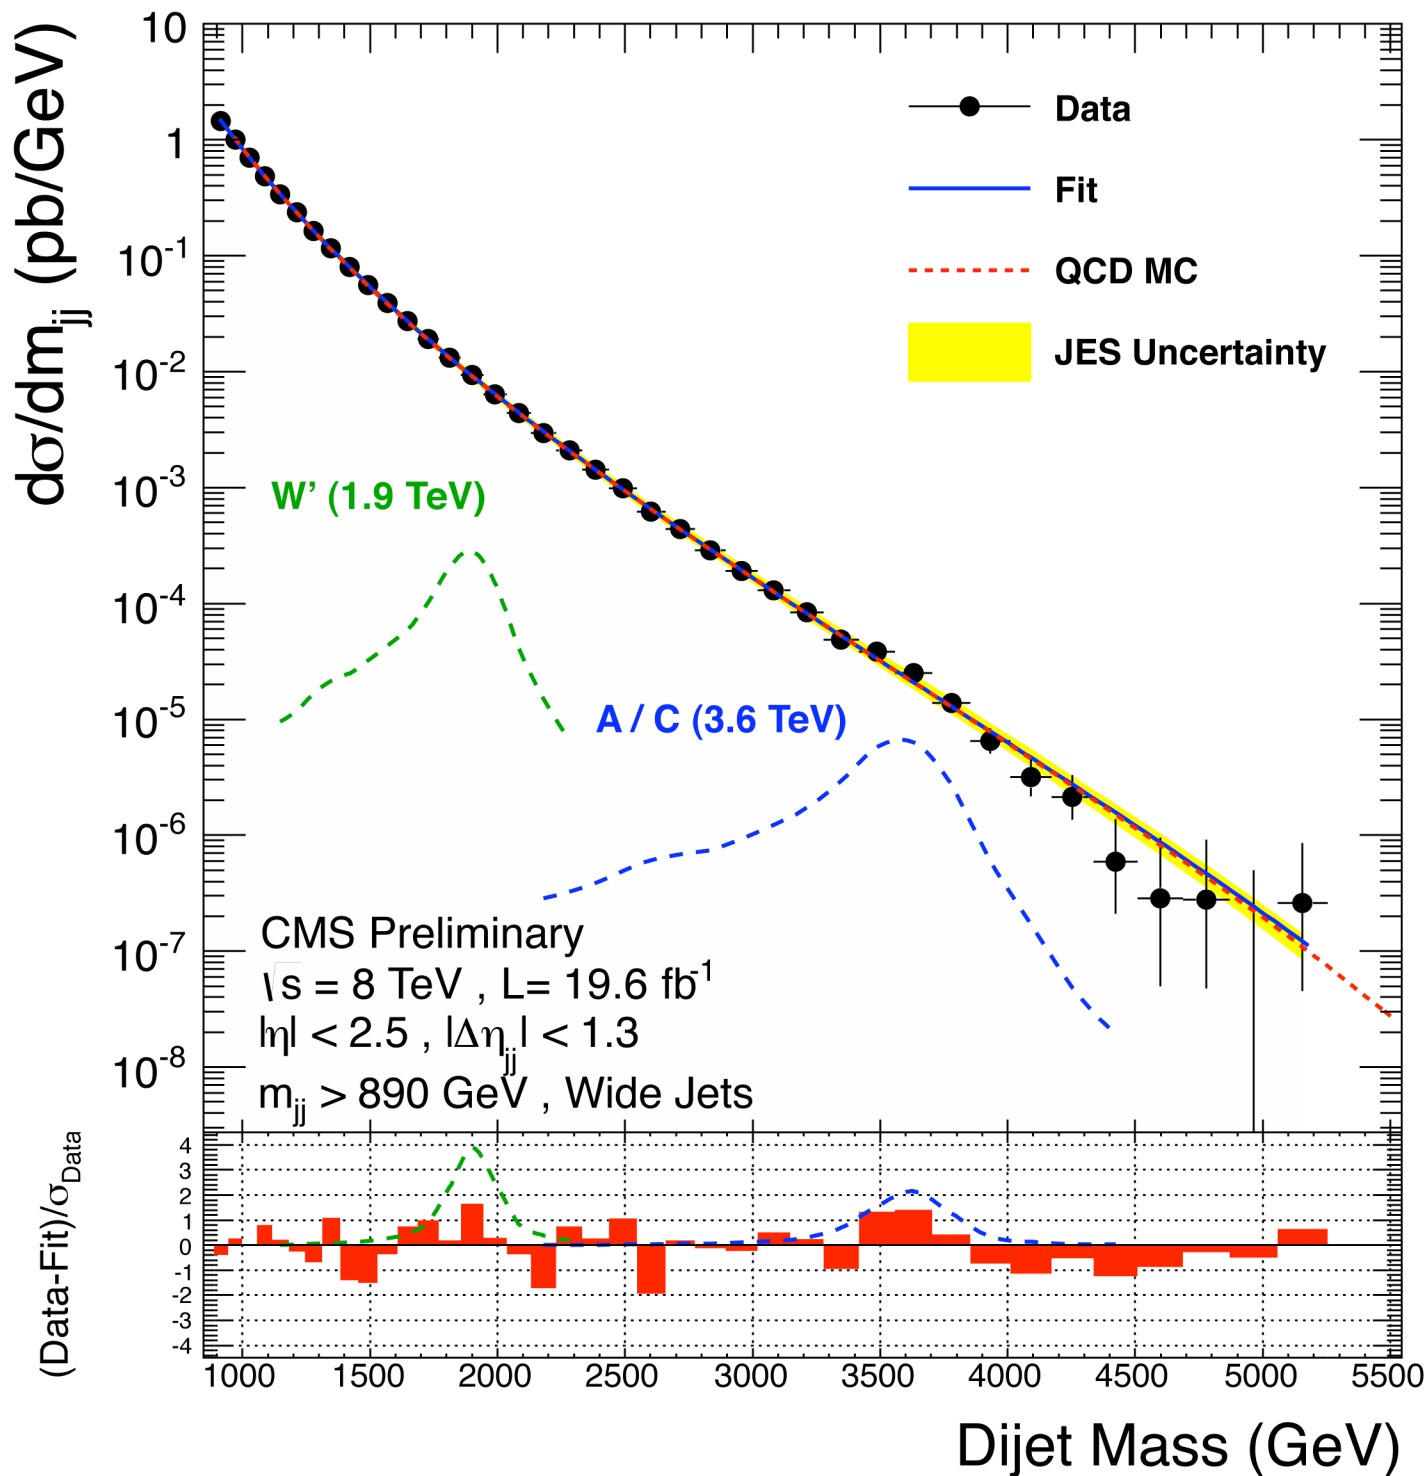 dσ/dm_jj (pb/GeV)
10
1
10^-1
10^-2
10^-3
10^-4
10^-5
10^-6
10^-7
10^-8
Data
Fit
QCD MC
JES Uncertainty
W’ (1.9 TeV)
A / C (3.6 TeV)
CMS Preliminary
√s = 8 TeV , L= 19.6 fb^-1
|η| < 2.5 , |Δη_jj| < 1.3
m_jj > 890 GeV , Wide Jets
(Data-Fit)/σ_Data
4
3
2
1
0
-1
-2
-3
-4
1000 1500 2000 2500 3000 3500 4000 4500 5000 5500
Dijet Mass (GeV)